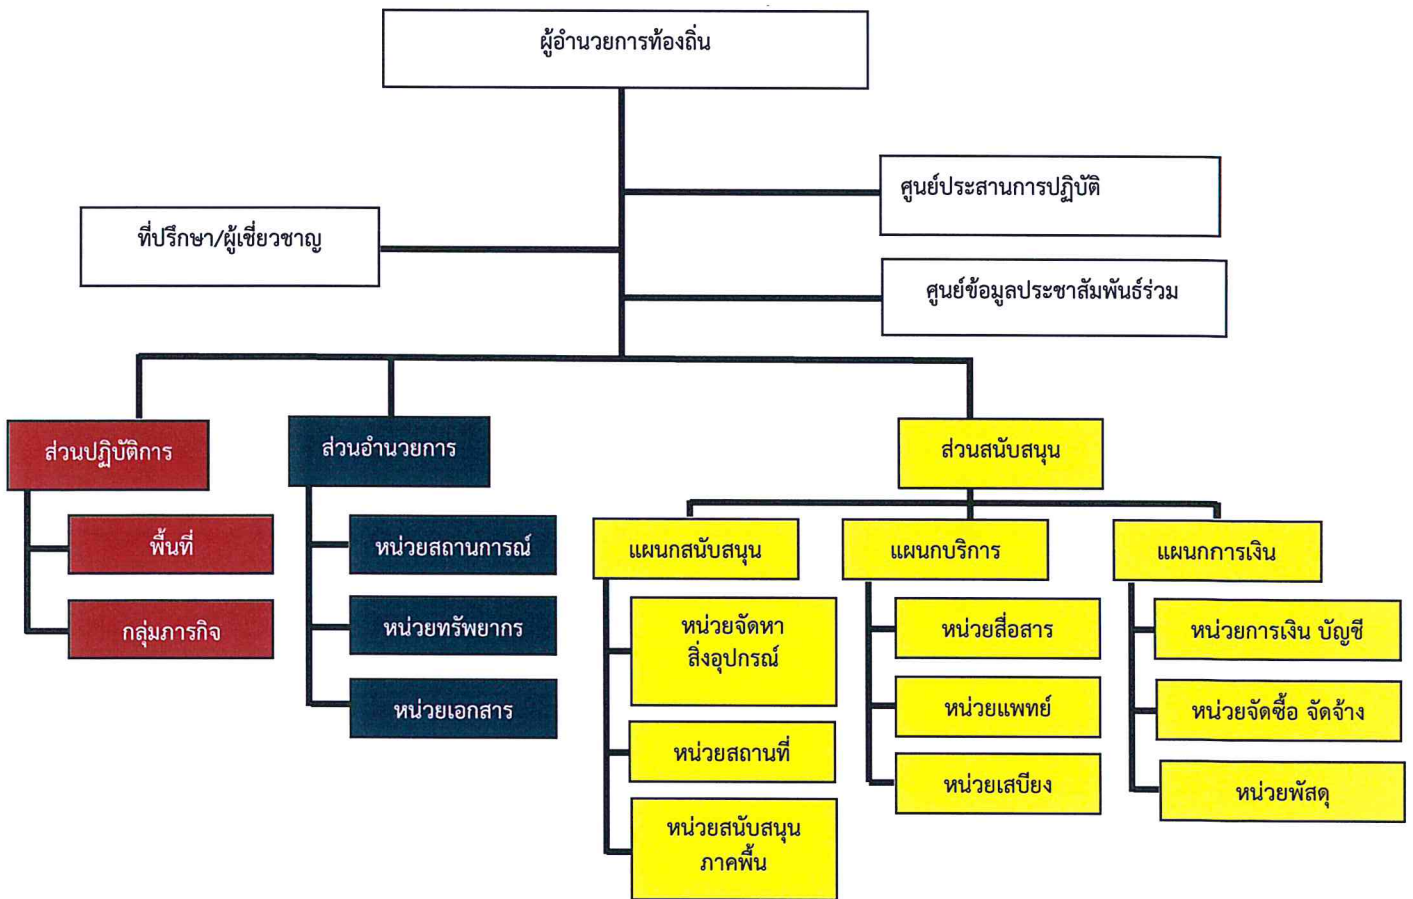 ผู้อำนวยการท้องถิ่น
ศูนย์ประสานการปฏิบัติ
ที่ปรึกษา/ผู้เชี่ยวชาญ
ศูนย์ข้อมูลประชาสัมพันธ์ร่วม
ส่วนปฏิบัติการ
พื้นที่
กลุ่มภารกิจ
ส่วนอำนวยการ
หน่วยสถานการณ์
หน่วยทรัพยากร
หน่วยเอกสาร
ส่วนสนับสนุน
แผนกสนับสนุน
หน่วยจัดหา
สิ่งอุปกรณ์
หน่วยสถานที่
หน่วยสนับสนุน
ภาคพื้น
แผนกบริการ
หน่วยสื่อสาร
หน่วยแพทย์
หน่วยเสบียง
แผนกการเงิน
หน่วยการเงิน บัญชี
หน่วยจัดซื้อ จัดจ้าง
หน่วยพัสดุ